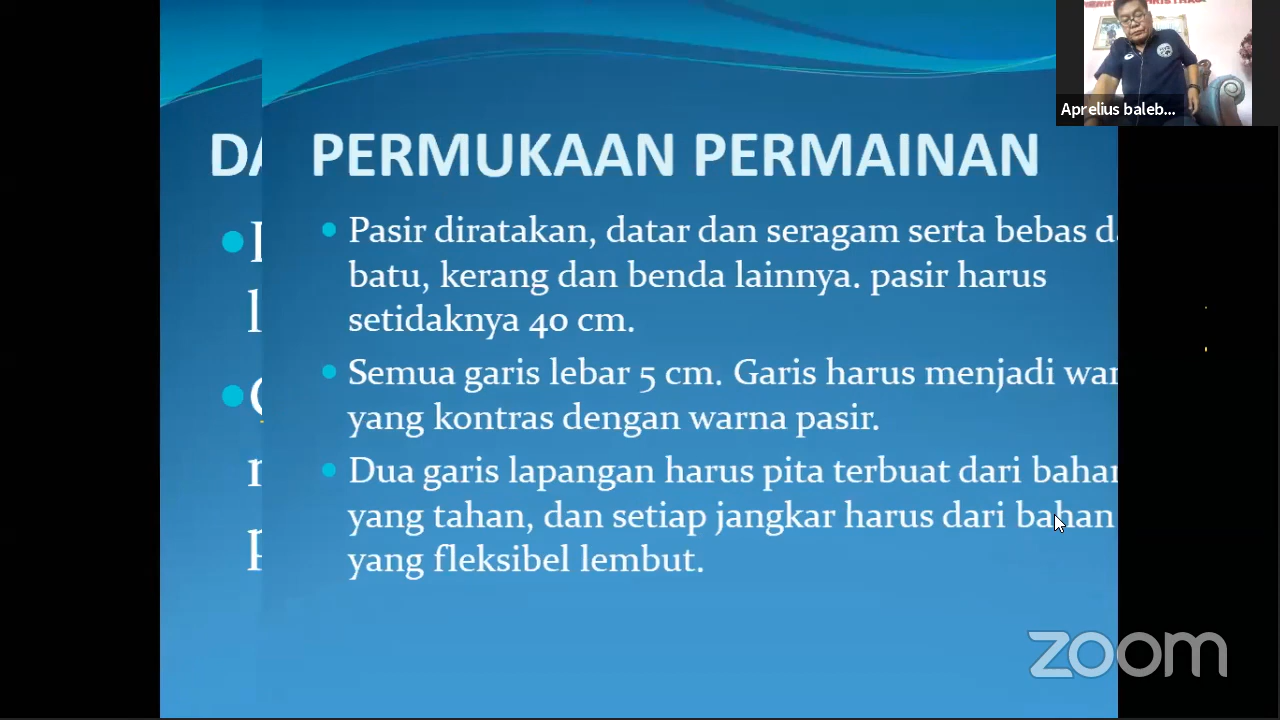 Aprelius baleb...
DA
PERMUKAAN PERMAINAN
Pasir diratakan, datar dan seragam serta bebas da
batu, kerang dan benda lainnya. pasir harus
setidaknya 40 cm.
Semua garis lebar 5 cm. Garis harus menjadi war
yang kontras dengan warna pasir.
Dua garis lapangan harus pita terbuat dari bahan
yang tahan, dan setiap jangkar harus dari bahan
yang fleksibel lembut.
zoom